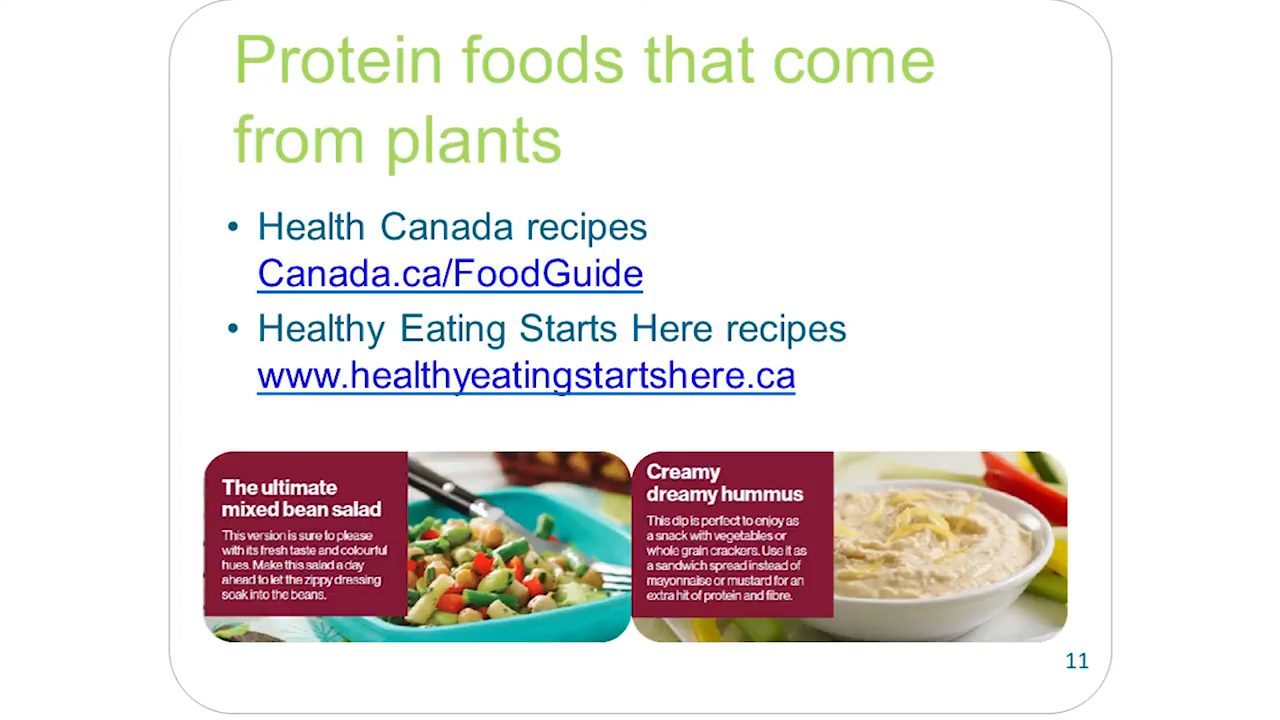 Protein foods that come
from plants
• Health Canada recipes
Canada.ca/FoodGuide
• Healthy Eating Starts Here recipes
www.healthyeatingstartshere.ca
The ultimate
mixed bean salad
This version is sure to please
with its fresh taste and colourful
hues. Make this salad a day
ahead to let the zippy dressing
soak into the beans.
Creamy
dreamy hummus
This dip is perfect to enjoy as
a snack with vegetables or
whole grain crackers. Use it as
a sandwich spread instead of
mayonnaise or mustard for an
extra hit of protein and fibre.
11